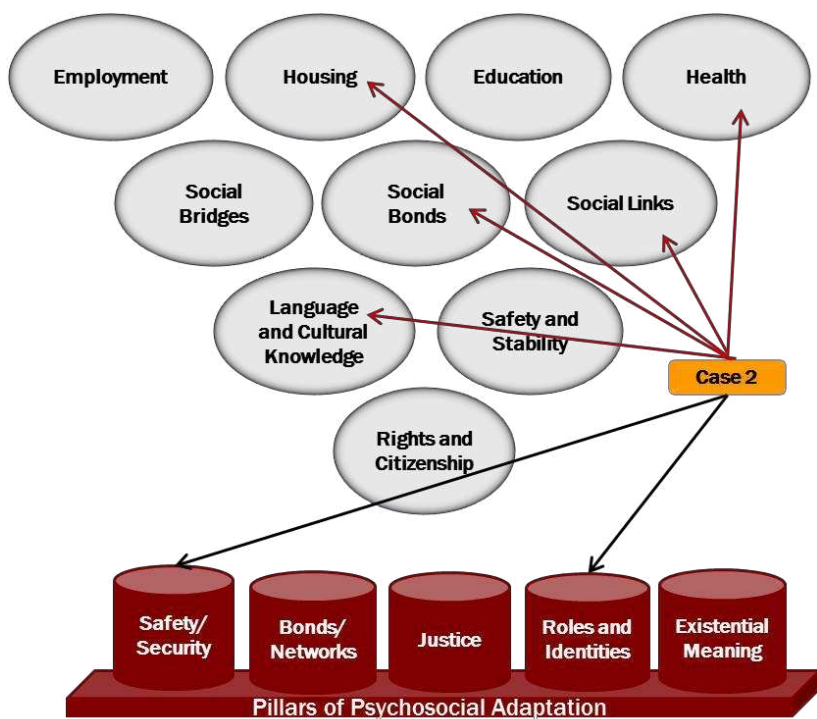 Employment
Housing
Education
Health
Social
Bridges
Social
Bonds
Social Links
Language
and Cultural
Knowledge
Safety and
Stability
Case 2
Rights and
Citizenship
Safety/
Security
Bonds/
Networks
Justice
Roles and
Identities
Existential
Meaning
Pillars of Psychosocial Adaptation